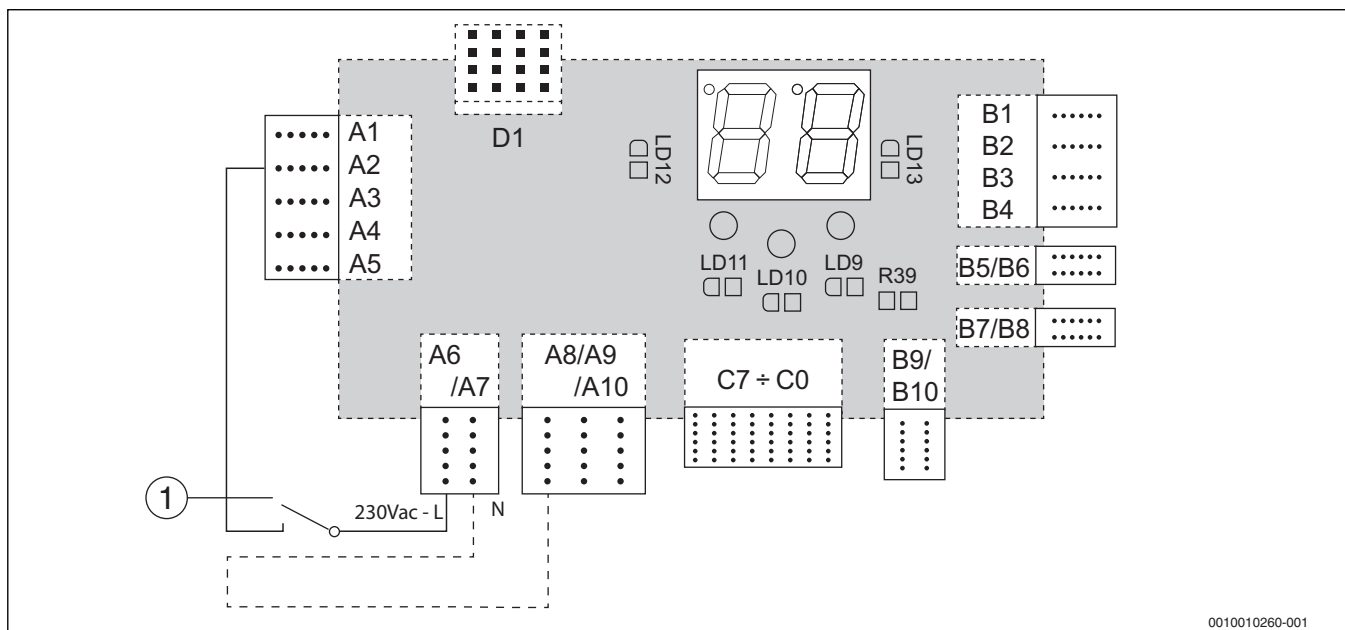 D1
A1
A2
A3
A4
A5
LD12
LD13
B1
B2
B3
B4
LD11
LD10
LD9
R39
B5/B6
B7/B8
A6
/A7
A8/A9
/A10
C7 ÷ C0
B9/
B10
1
230Vac - L
N
0010010260-001